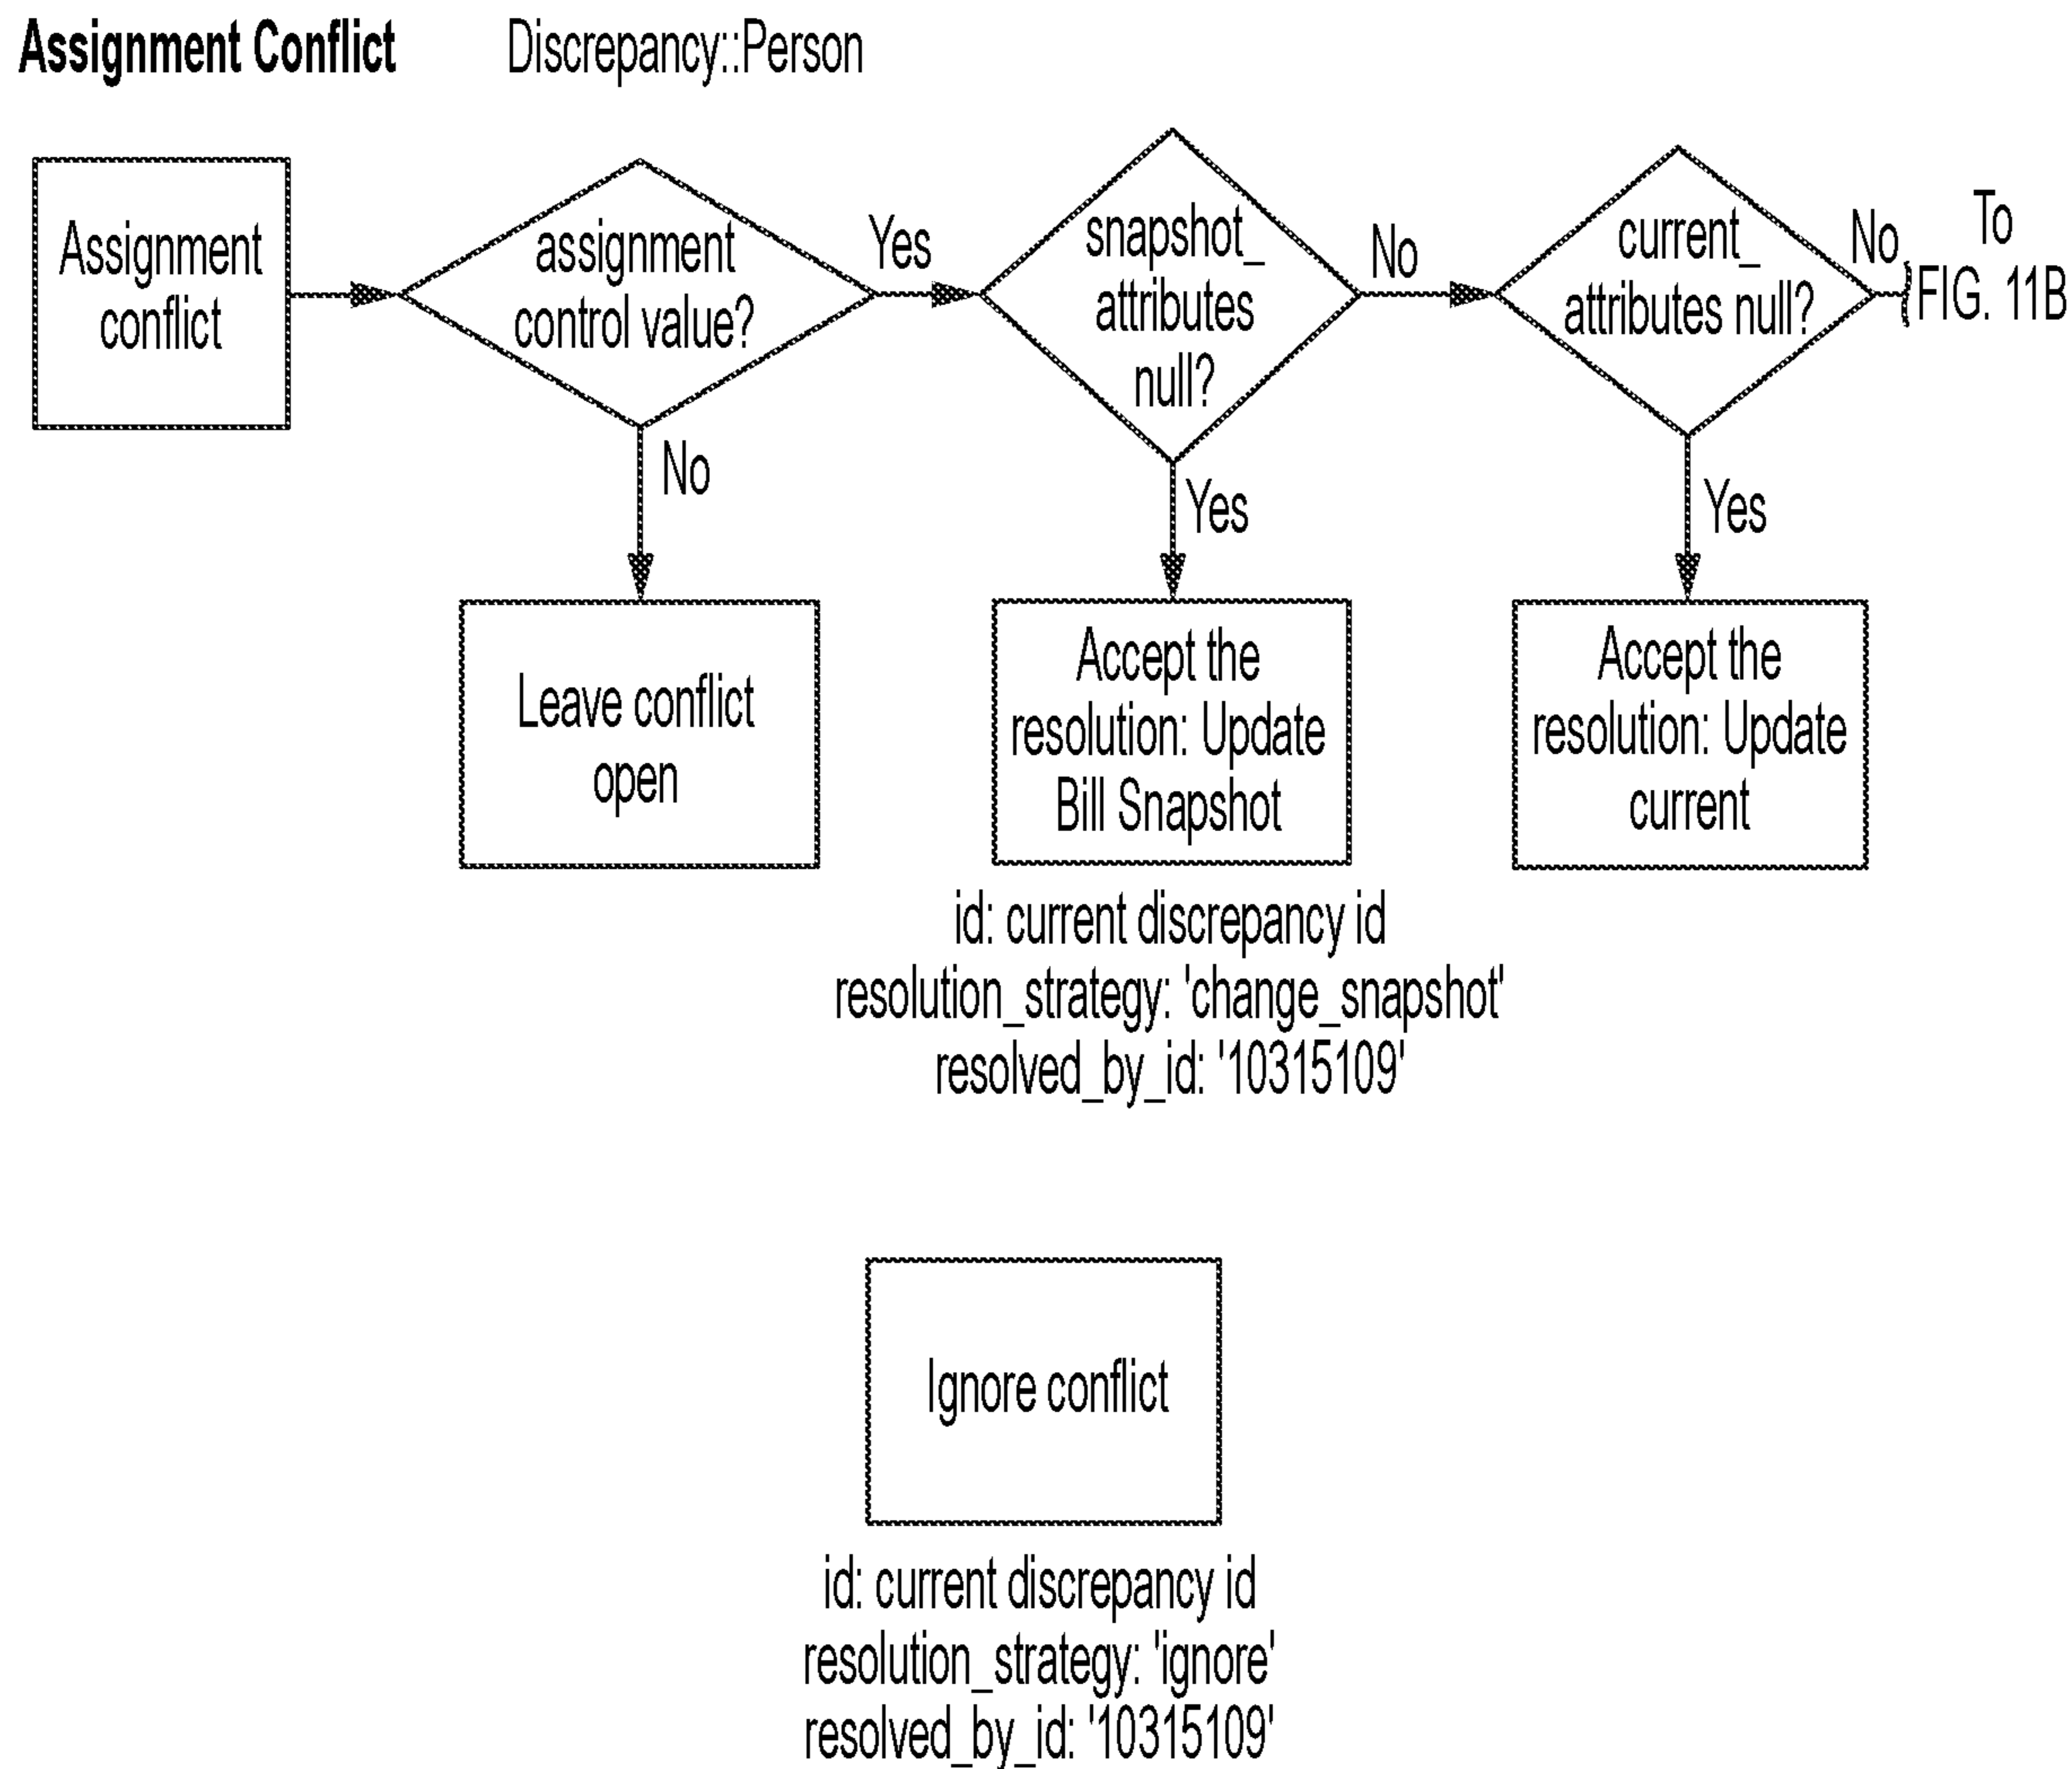 Assignment Conflict Discrepancy::Person
Assignment
conflict
assignment
control value?
Yes
No
snapshot_
attributes
null?
No
Yes
current_
attributes null?
No
Yes
To
FIG. 11B
Leave conflict
open
Accept the
resolution: Update
Bill Snapshot
Accept the
resolution: Update
current
id: current discrepancy id
resolution_strategy: 'change_snapshot'
resolved_by_id: '10315109'
Ignore conflict
id: current discrepancy id
resolution_strategy: 'ignore'
resolved_by_id: '10315109'